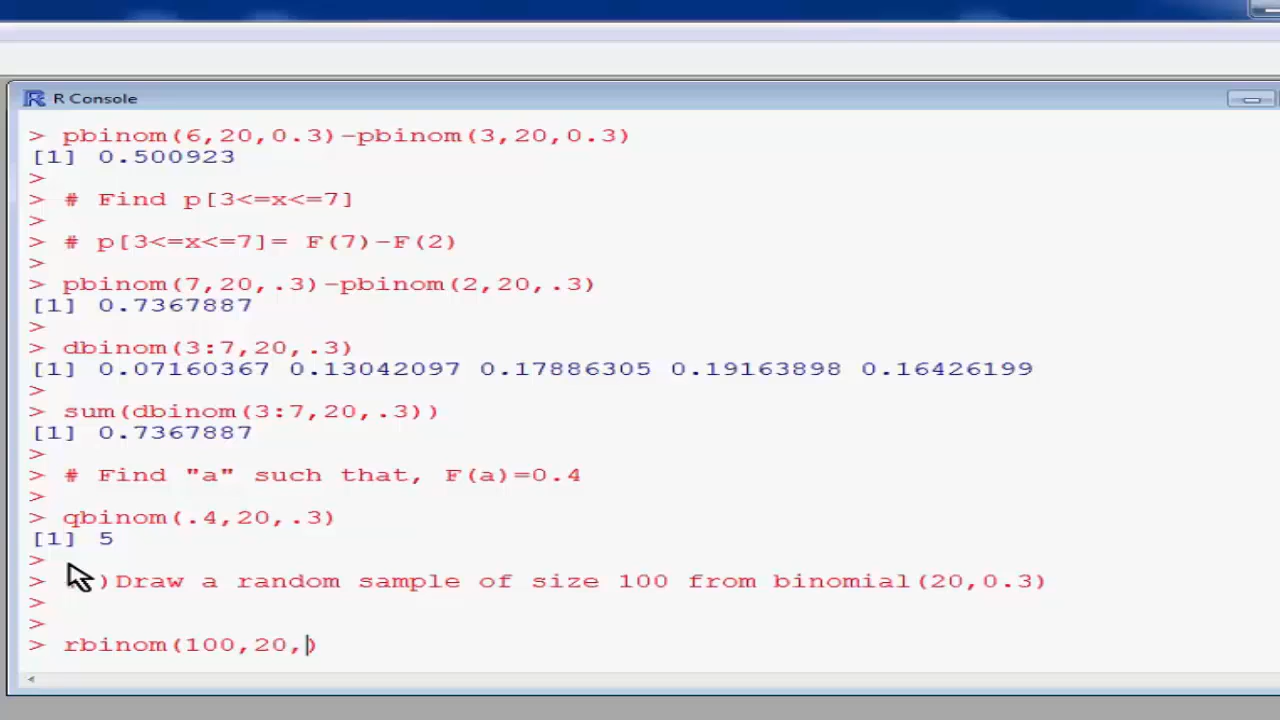 R Console
> pbinom(6,20,0.3)-pbinom(3,20,0.3)
[1] 0.500923
>
> # Find p[3<=x<=7]
>
> # p[3<=x<=7]= F(7)-F(2)
>
> pbinom(7,20,.3)-pbinom(2,20,.3)
[1] 0.7367887
>
> dbinom(3:7,20,.3)
[1] 0.07160367 0.13042097 0.17886305 0.19163898 0.16426199
>
> sum(dbinom(3:7,20,.3))
[1] 0.7367887
>
> # Find "a" such that, F(a)=0.4
>
> qbinom(.4,20,.3)
[1] 5
>
> )Draw a random sample of size 100 from binomial(20,0.3)
>
>
> rbinom(100,20,)